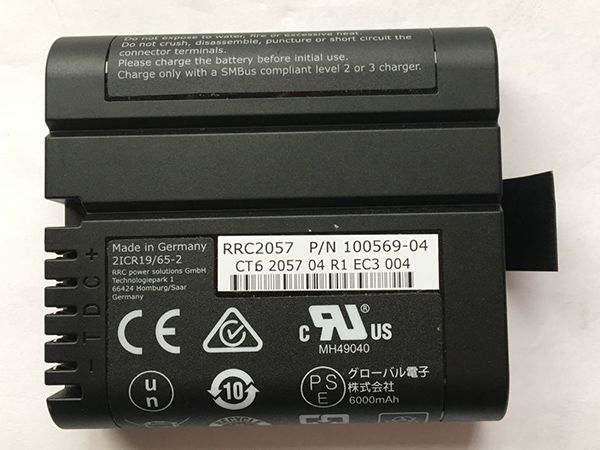 Do not expose to water, fire or excessive heat.
Do not crush, disassemble, puncture or short circuit the
connector terminals.
Please charge the battery before initial use.
Charge only with a SMBus compliant level 2 or 3 charger.
Made in Germany
2ICR19/65-2
RRC power solutions GmbH
Technologiepark 1
66424 Homburg/Saar
Germany
RRC2057 P/N 100569-04
CT6 2057 04 R1 EC3 004
- T D C +
CE
c RU US
MH49040
un
10
PSE
グローバル電子
株式会社
6000mAh
RECYCLE